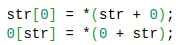 str[0] = *(str + 0);
0[str] = *(0 + str);